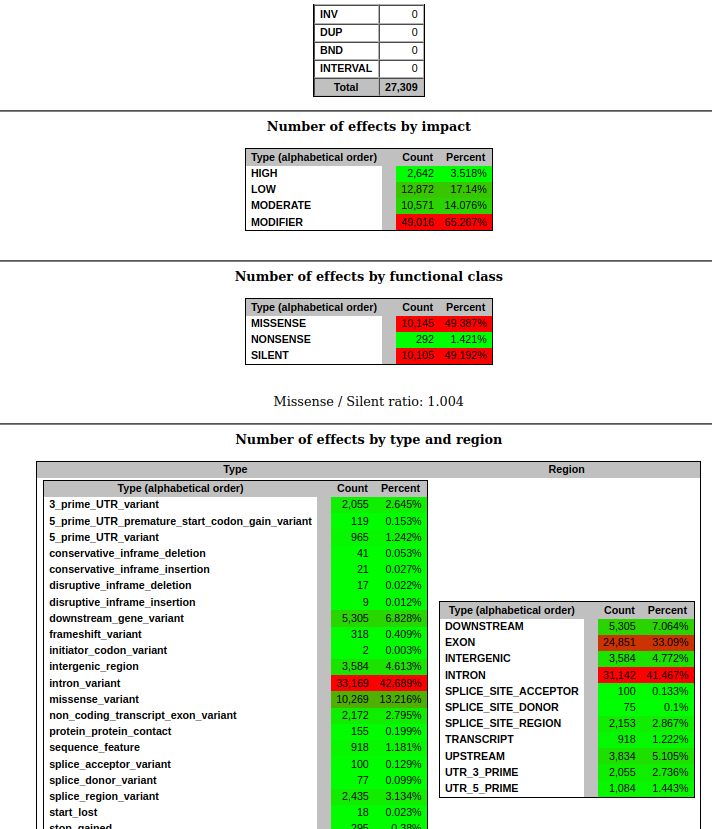 INV 0
DUP 0
BND 0
INTERVAL 0
Total 27,309
Number of effects by impact
Type (alphabetical order) Count Percent
HIGH 2,642 3.518%
LOW 12,872 17.14%
MODERATE 10,571 14.076%
MODIFIER 49,016 65.267%
Number of effects by functional class
Type (alphabetical order) Count Percent
MISSENSE 10,145 49.387%
NONSENSE 292 1.421%
SILENT 10,105 49.192%
Missense / Silent ratio: 1.004
Number of effects by type and region
Type Region
Type (alphabetical order) Count Percent
3_prime_UTR_variant 2,055 2.645%
5_prime_UTR_premature_start_codon_gain_variant 119 0.153%
5_prime_UTR_variant 965 1.242%
conservative_inframe_deletion 41 0.053%
conservative_inframe_insertion 21 0.027%
disruptive_inframe_deletion 17 0.022%
disruptive_inframe_insertion 9 0.012%
downstream_gene_variant 5,305 6.828%
frameshift_variant 318 0.409%
initiator_codon_variant 2 0.003%
intergenic_region 3,584 4.613%
intron_variant 33,169 42.689%
missense_variant 10,269 13.216%
non_coding_transcript_exon_variant 2,172 2.795%
protein_protein_contact 155 0.199%
sequence_feature 918 1.181%
splice_acceptor_variant 100 0.129%
splice_donor_variant 77 0.099%
splice_region_variant 2,435 3.134%
start_lost 18 0.023%
stop_gained 295 0.38%
Type (alphabetical order) Count Percent
DOWNSTREAM 5,305 7.064%
EXON 24,851 33.09%
INTERGENIC 3,584 4.772%
INTRON 31,142 41.467%
SPLICE_SITE_ACCEPTOR 100 0.133%
SPLICE_SITE_DONOR 75 0.1%
SPLICE_SITE_REGION 2,153 2.867%
TRANSCRIPT 918 1.222%
UPSTREAM 3,834 5.105%
UTR_3_PRIME 2,055 2.736%
UTR_5_PRIME 1,084 1.443%